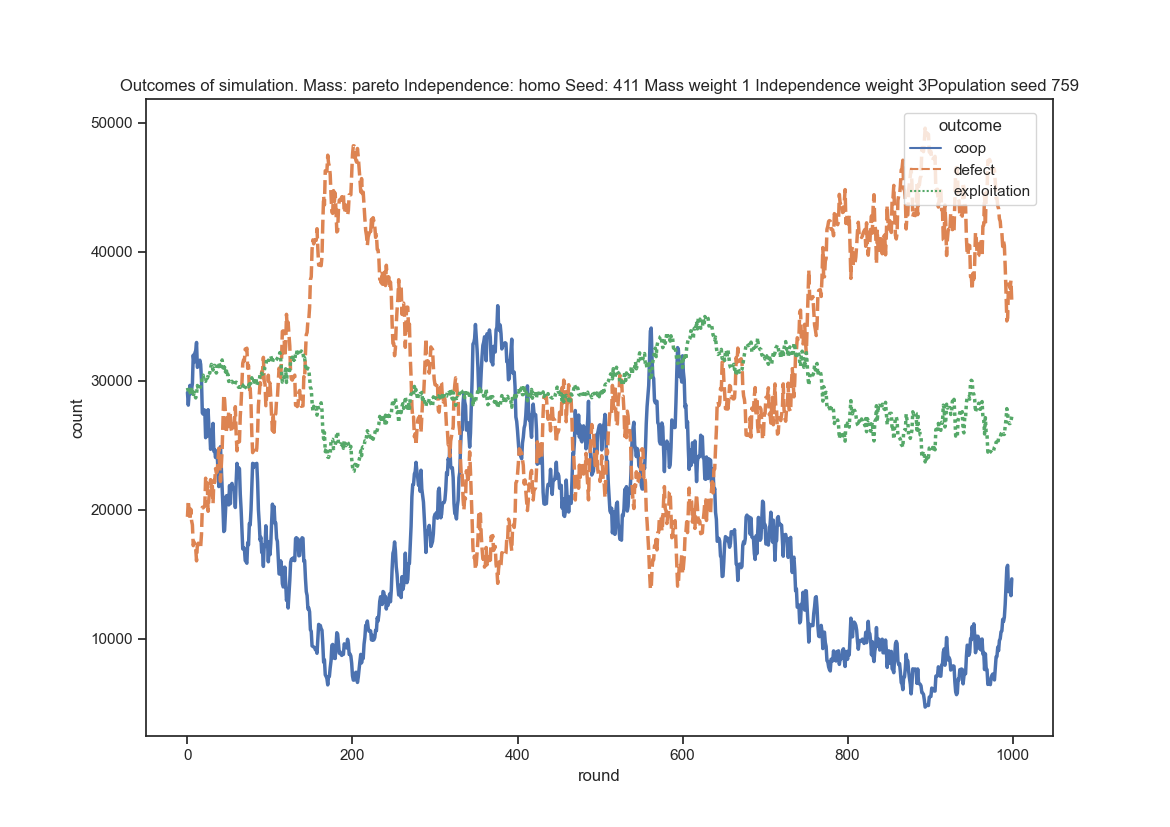 Outcomes of simulation. Mass: pareto Independence: homo Seed: 411 Mass weight 1 Independence weight 3Population seed 759
outcome
coop
defect
exploitation
50000
40000
30000
20000
10000
count
0 200 400 600 800 1000
round